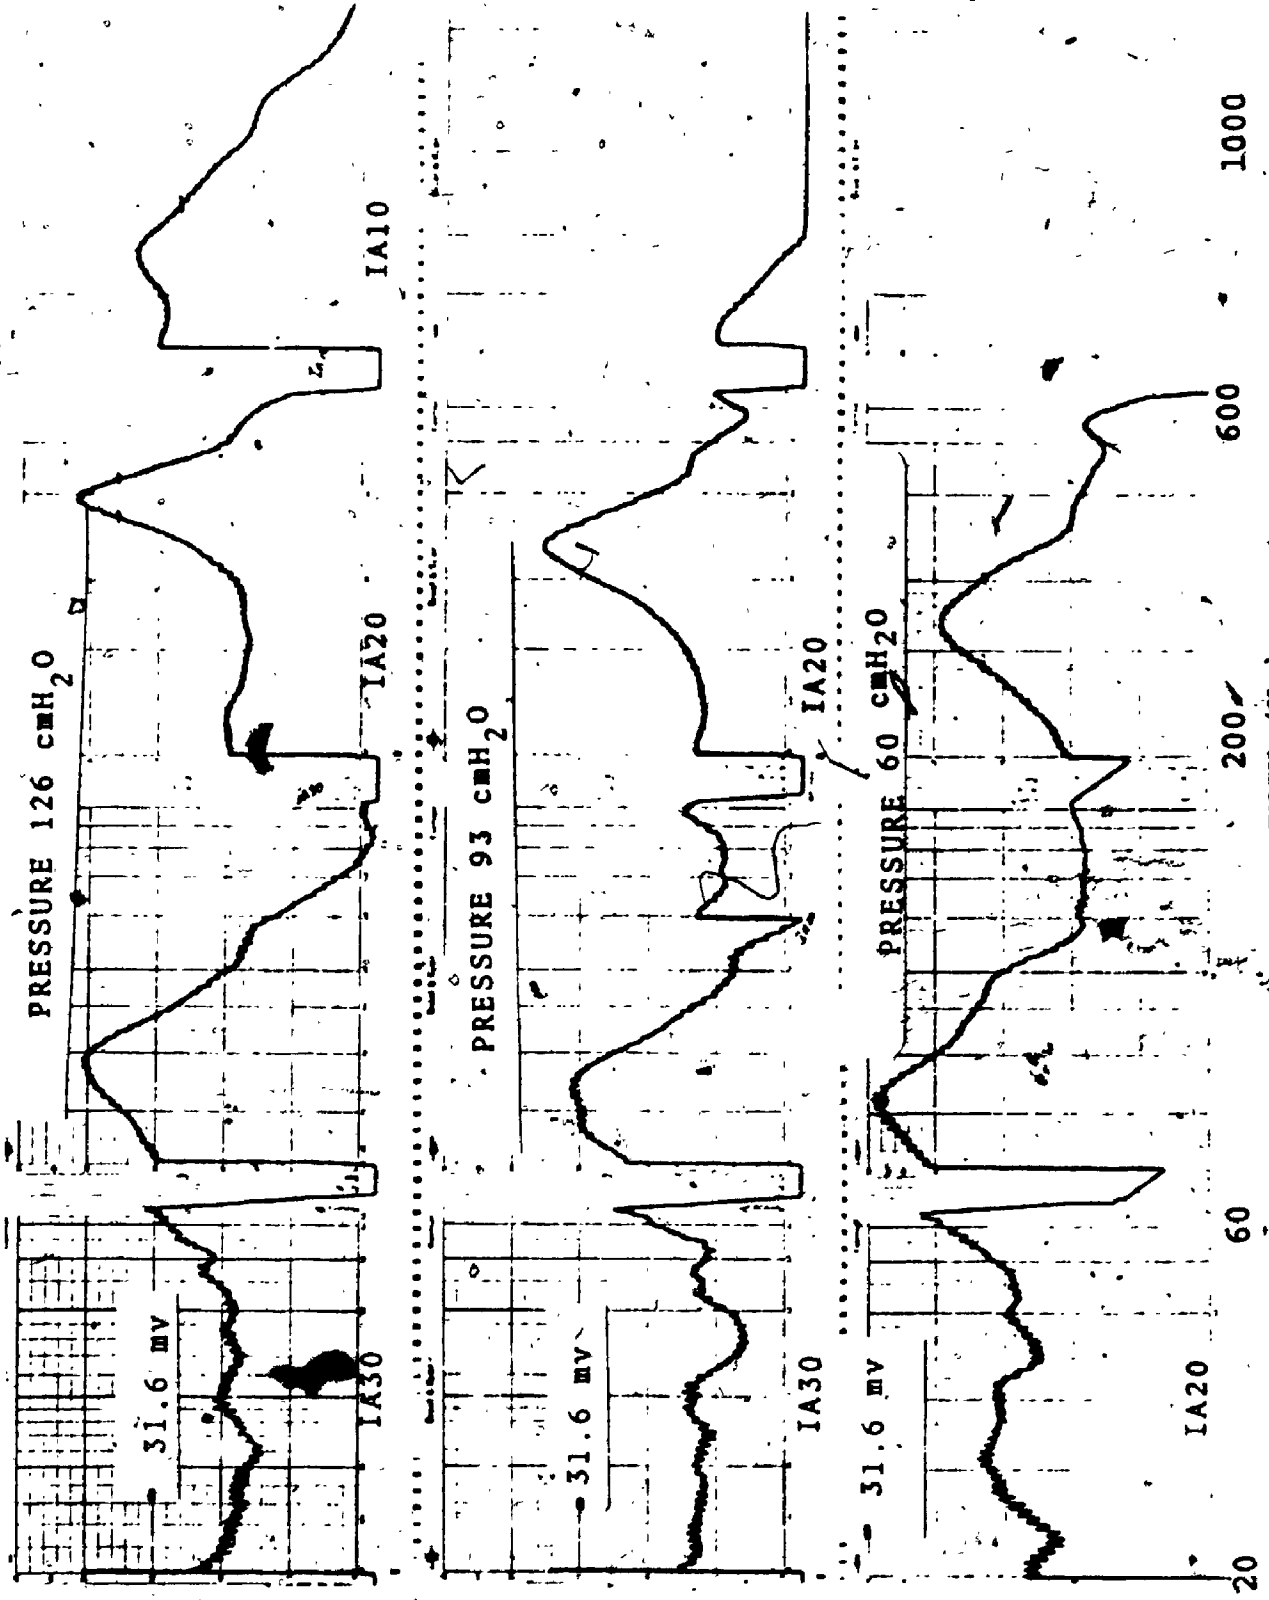 PRESSURE 126 cmH2O
31.6 mv
IA30
IA20
IA10
PRESSURE 93 cmH2O
31.6 mv
IA30
IA20
PRESSURE 60 cmH2O
31.6 mv
IA20
20
60
200
600
1000